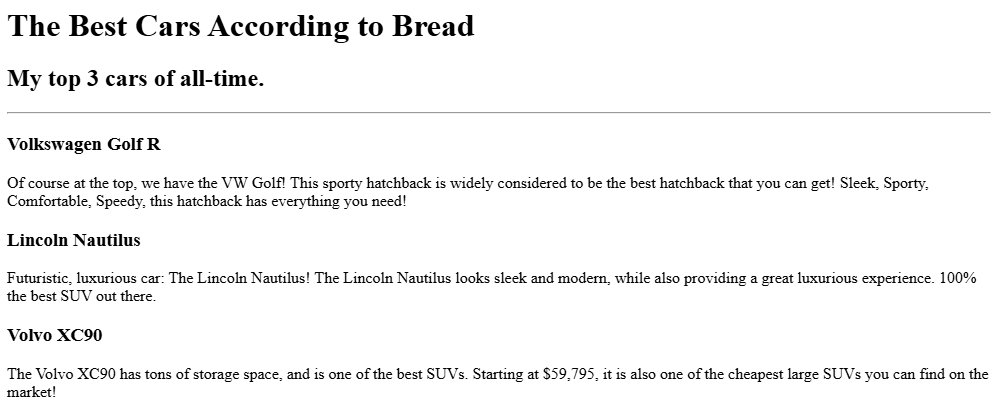 The Best Cars According to Bread
My top 3 cars of all-time.
Volkswagen Golf R
Of course at the top, we have the VW Golf! This sporty hatchback is widely considered to be the best hatchback that you can get! Sleek, Sporty,
Comfortable, Speedy, this hatchback has everything you need!
Lincoln Nautilus
Futuristic, luxurious car: The Lincoln Nautilus! The Lincoln Nautilus looks sleek and modern, while also providing a great luxurious experience. 100%
the best SUV out there.
Volvo XC90
The Volvo XC90 has tons of storage space, and is one of the best SUVs. Starting at $59,795, it is also one of the cheapest large SUVs you can find on the
market!